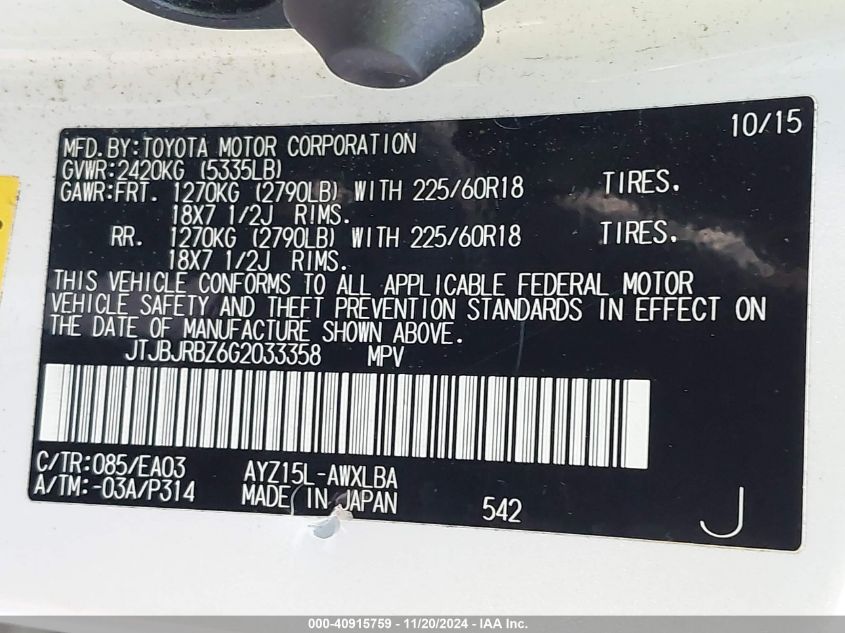 10/15
MFD.BY:TOYOTA MOTOR CORPORATION
GVWR:2420KG (5335LB)
GAWR:FRT. 1270KG (2790LB) WITH 225/60R18 TIRES.
18X7 1/2J RIMS.
RR. 1270KG (2790LB) WITH 225/60R18 TIRES.
18X7 1/2J RIMS.
THIS VEHICLE CONFORMS TO ALL APPLICABLE FEDERAL MOTOR
VEHICLE SAFETY AND THEFT PREVENTION STANDARDS IN EFFECT ON
THE DATE OF MANUFACTURE SHOWN ABOVE.
JTJBJRBZ6G2033358 MPV
C/TR:085/EA03 AYZ15L-AWXLBA
A/TM:-03A/P314 MADE IN JAPAN 542 J
000-40915759 - 11/20/2024 - IAA Inc.